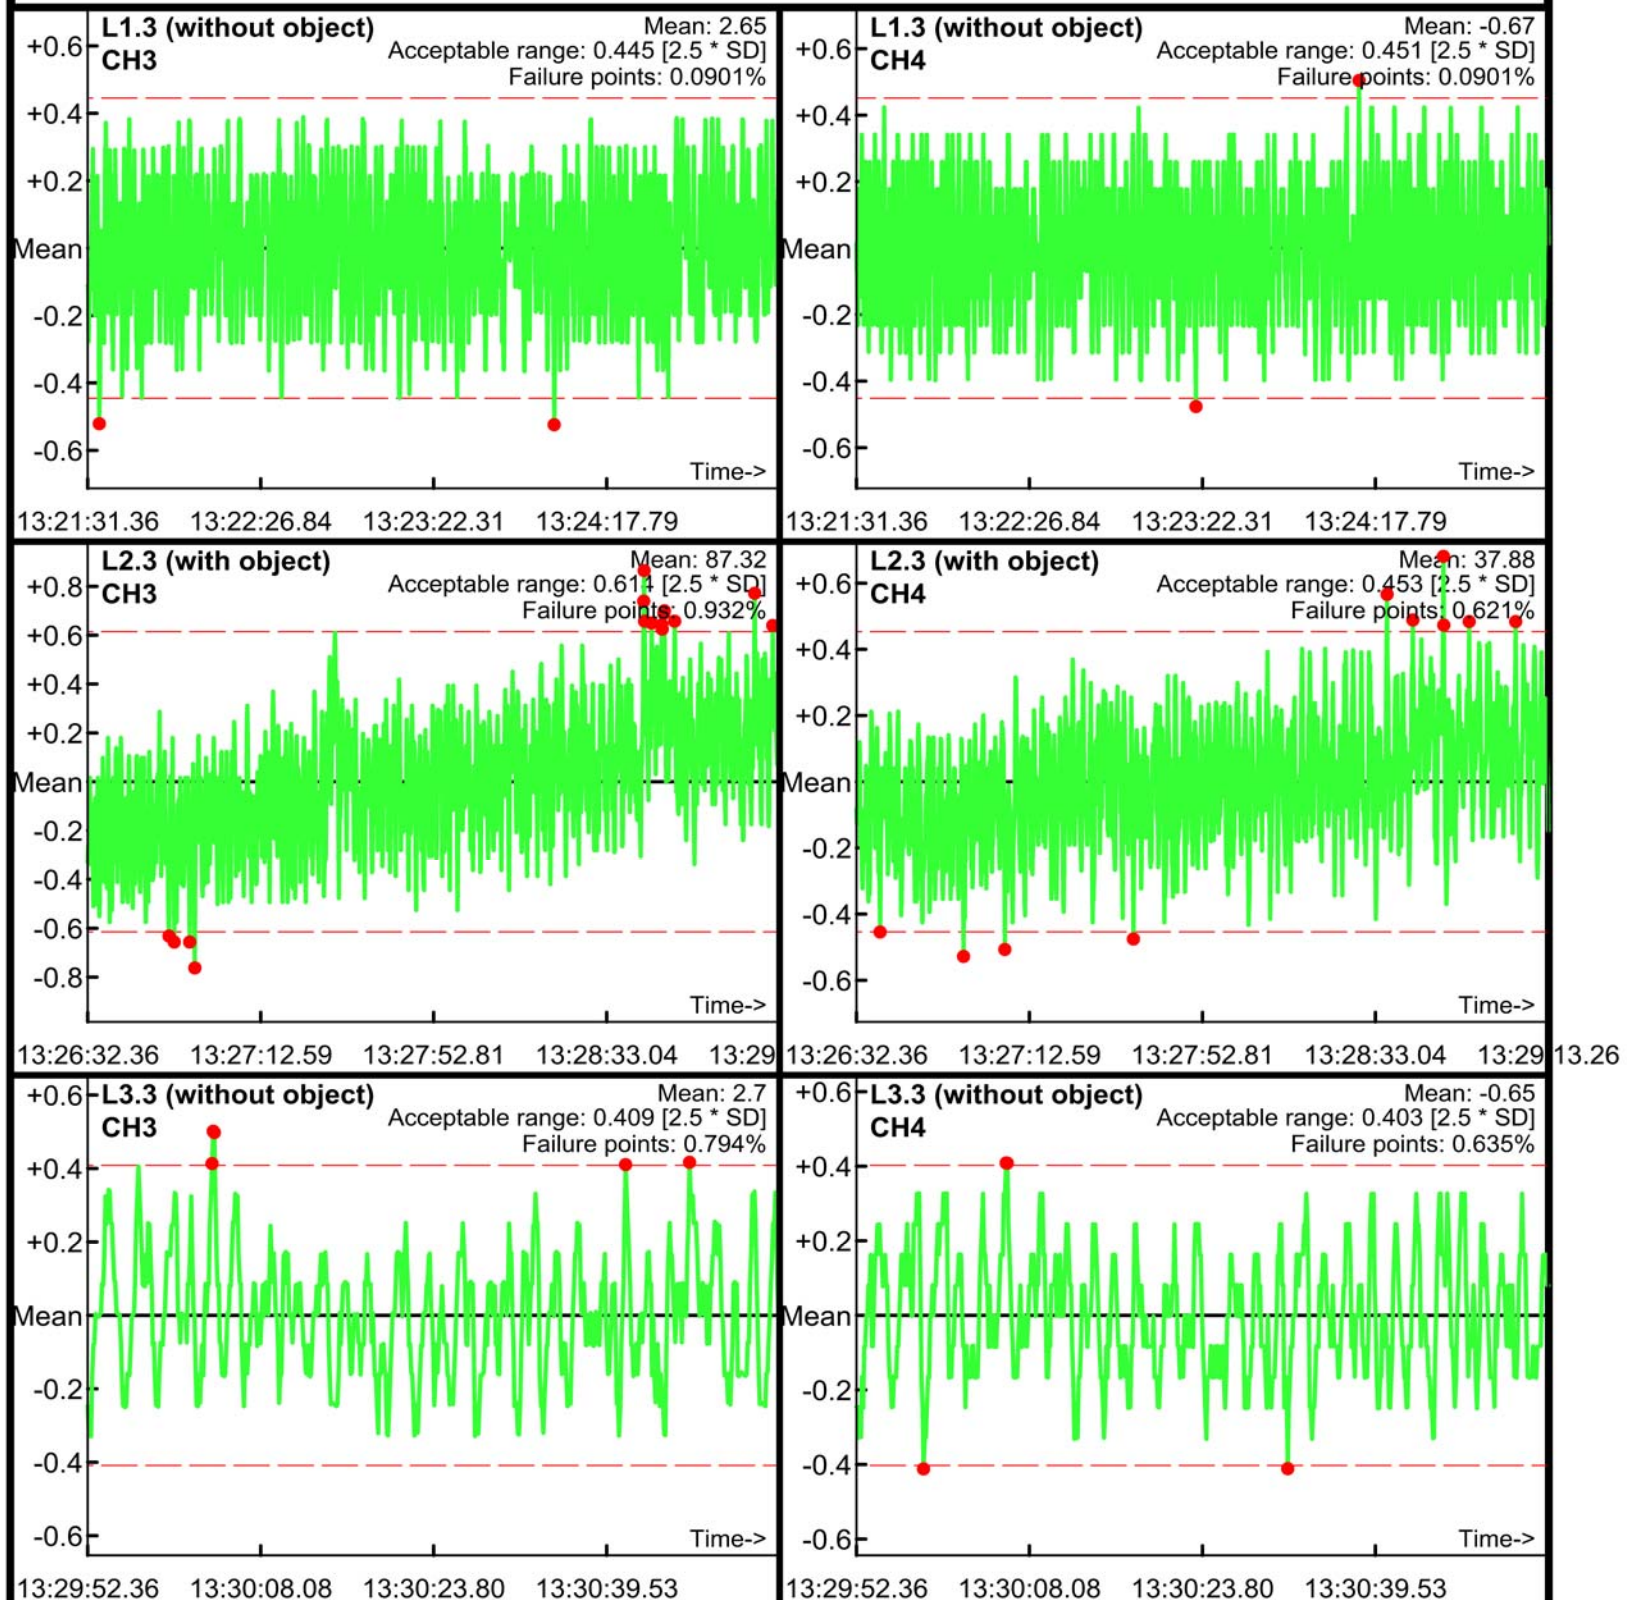 L1.3 (without object)
CH3
Mean: 2.65
Acceptable range: 0.445 [2.5 * SD]
Failure points: 0.0901%
+0.6
+0.4
+0.2
Mean
-0.2
-0.4
-0.6
Time->
13:21:31.36 13:22:26.84 13:23:22.31 13:24:17.79
L1.3 (without object)
CH4
Mean: -0.67
Acceptable range: 0.451 [2.5 * SD]
Failure points: 0.0901%
+0.6
+0.4
+0.2
Mean
-0.2
-0.4
-0.6
Time->
13:21:31.36 13:22:26.84 13:23:22.31 13:24:17.79
L2.3 (with object)
CH3
Mean: 87.32
Acceptable range: 0.614 [2.5 * SD]
Failure points: 0.932%
+0.8
+0.6
+0.4
+0.2
Mean
-0.2
-0.4
-0.6
-0.8
Time->
13:26:32.36 13:27:12.59 13:27:52.81 13:28:33.04 13:29
L2.3 (with object)
CH4
Mean: 37.88
Acceptable range: 0.453 [2.5 * SD]
Failure points: 0.621%
+0.6
+0.4
+0.2
Mean
-0.2
-0.4
-0.6
Time->
13:26:32.36 13:27:12.59 13:27:52.81 13:28:33.04 13:29:13.26
L3.3 (without object)
CH3
Mean: 2.7
Acceptable range: 0.409 [2.5 * SD]
Failure points: 0.794%
+0.6
+0.4
+0.2
Mean
-0.2
-0.4
-0.6
Time->
13:29:52.36 13:30:08.08 13:30:23.80 13:30:39.53
L3.3 (without object)
CH4
Mean: -0.65
Acceptable range: 0.403 [2.5 * SD]
Failure points: 0.635%
+0.6
+0.4
+0.2
Mean
-0.2
-0.4
-0.6
Time->
13:29:52.36 13:30:08.08 13:30:23.80 13:30:39.53